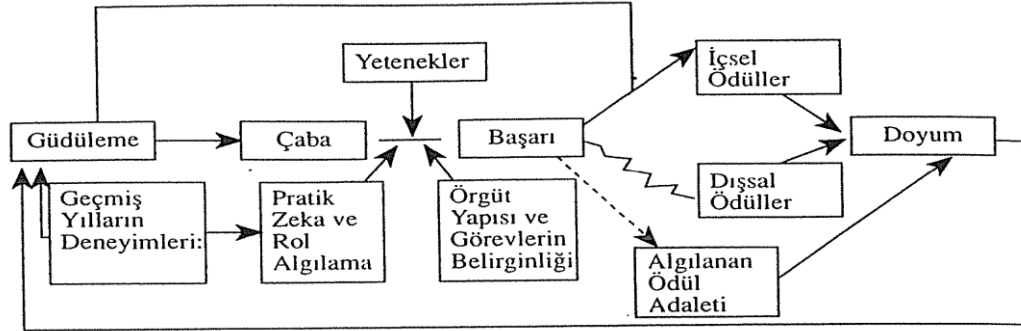 Yetenekler
İçsel
Ödüller
Güdüleme
Çaba
Başarı
Doyum
Geçmiş
Yılların
Deneyimleri:
Pratik
Zeka ve
Rol
Algılama
Örgüt
Yapısı ve
Görevlerin
Belirginliği
Dışsal
Ödüller
Algılanan
Ödül
Adaleti